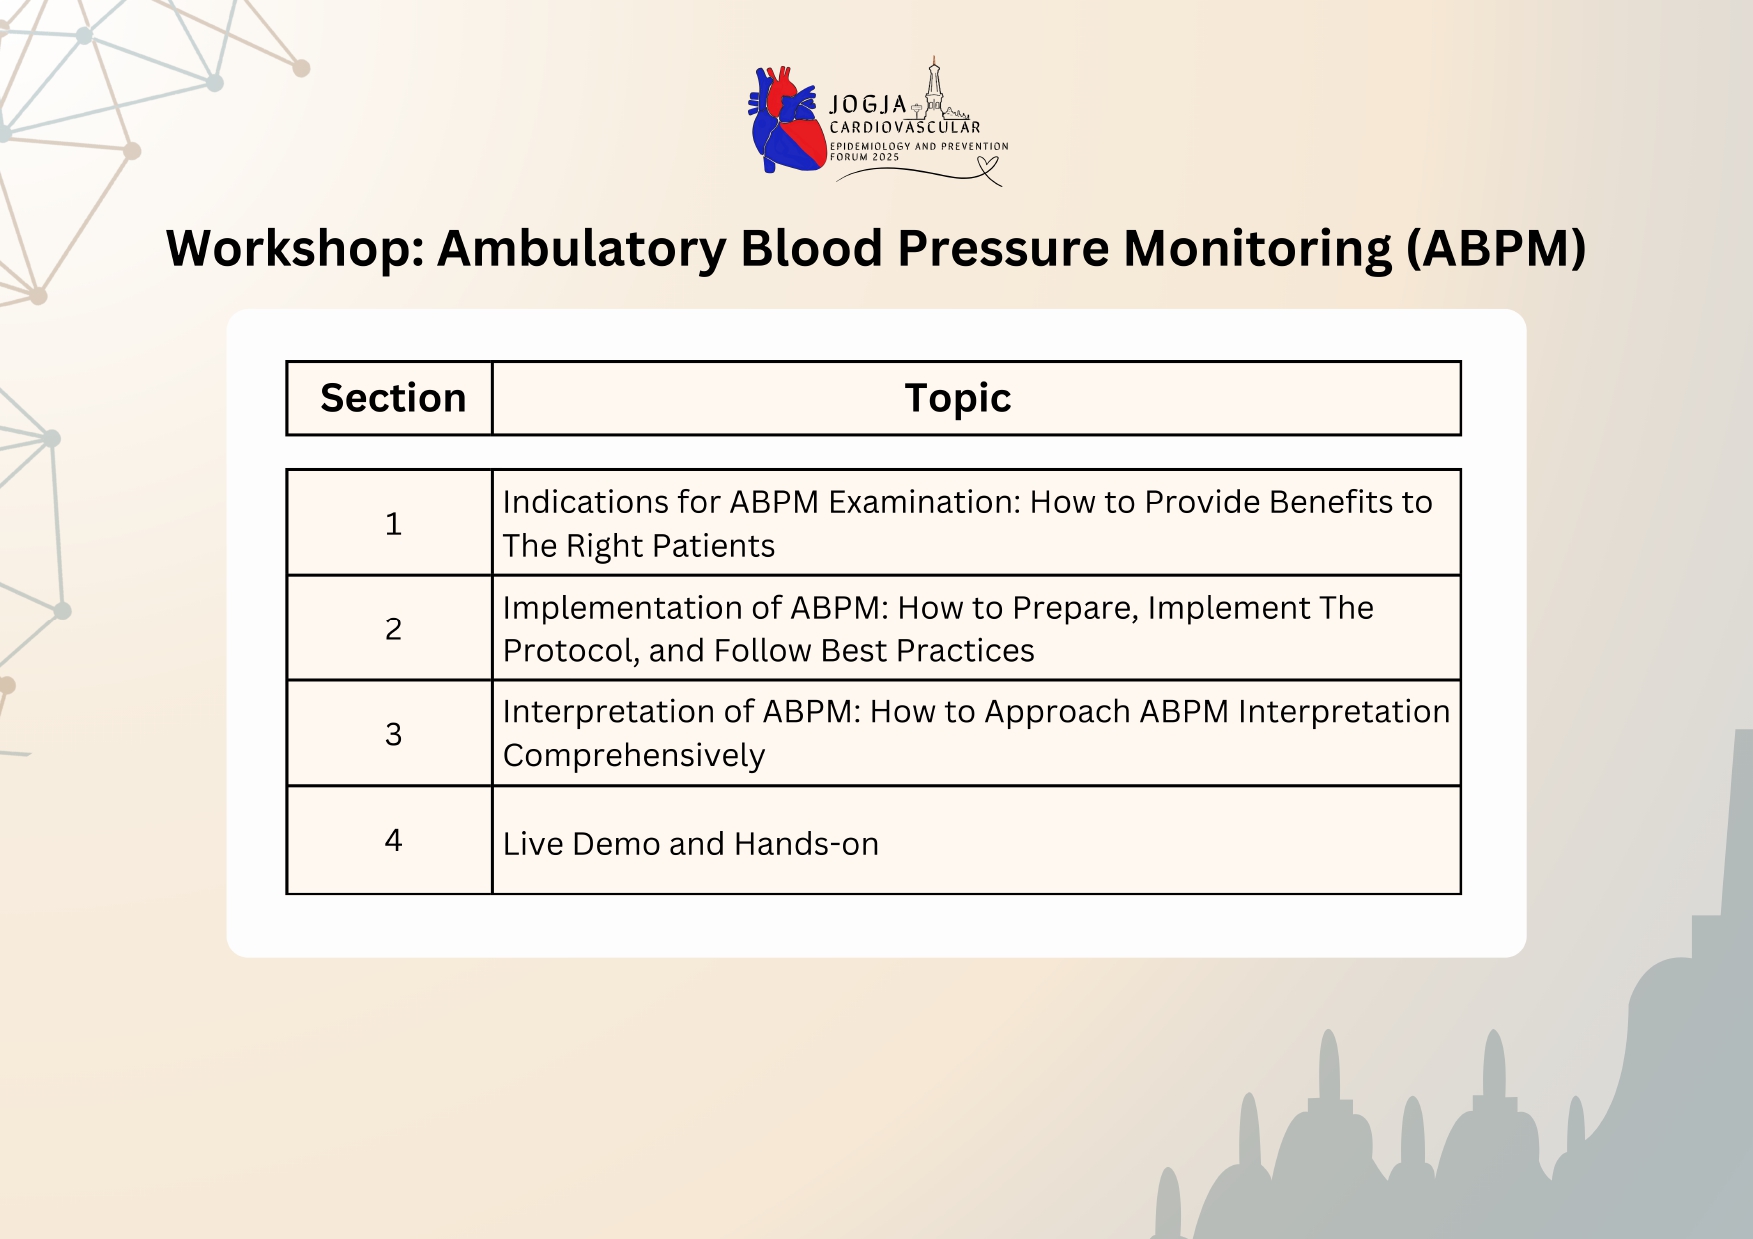 JOGJA
CARDIOVASCULAR
EPIDEMIOLOGY AND PREVENTION
FORUM 2025
Workshop: Ambulatory Blood Pressure Monitoring (ABPM)
Section Topic
1 Indications for ABPM Examination: How to Provide Benefits to
The Right Patients
2 Implementation of ABPM: How to Prepare, Implement The
Protocol, and Follow Best Practices
3 Interpretation of ABPM: How to Approach ABPM Interpretation
Comprehensively
4 Live Demo and Hands-on